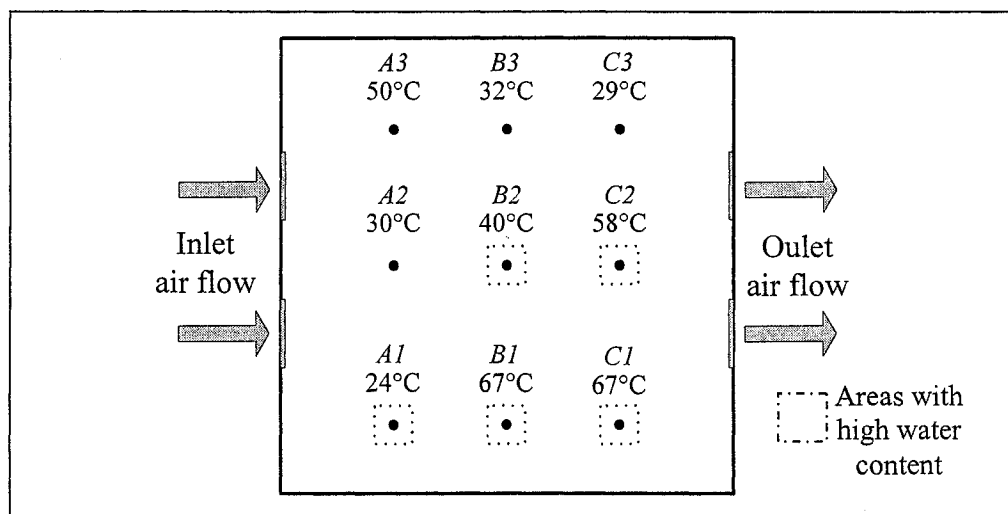 A3 B3 C3
50°C 32°C 29°C
A2 B2 C2
30°C 40°C 58°C
Inlet
air flow
Oulet
air flow
A1 B1 C1
24°C 67°C 67°C
Areas with
high water
content